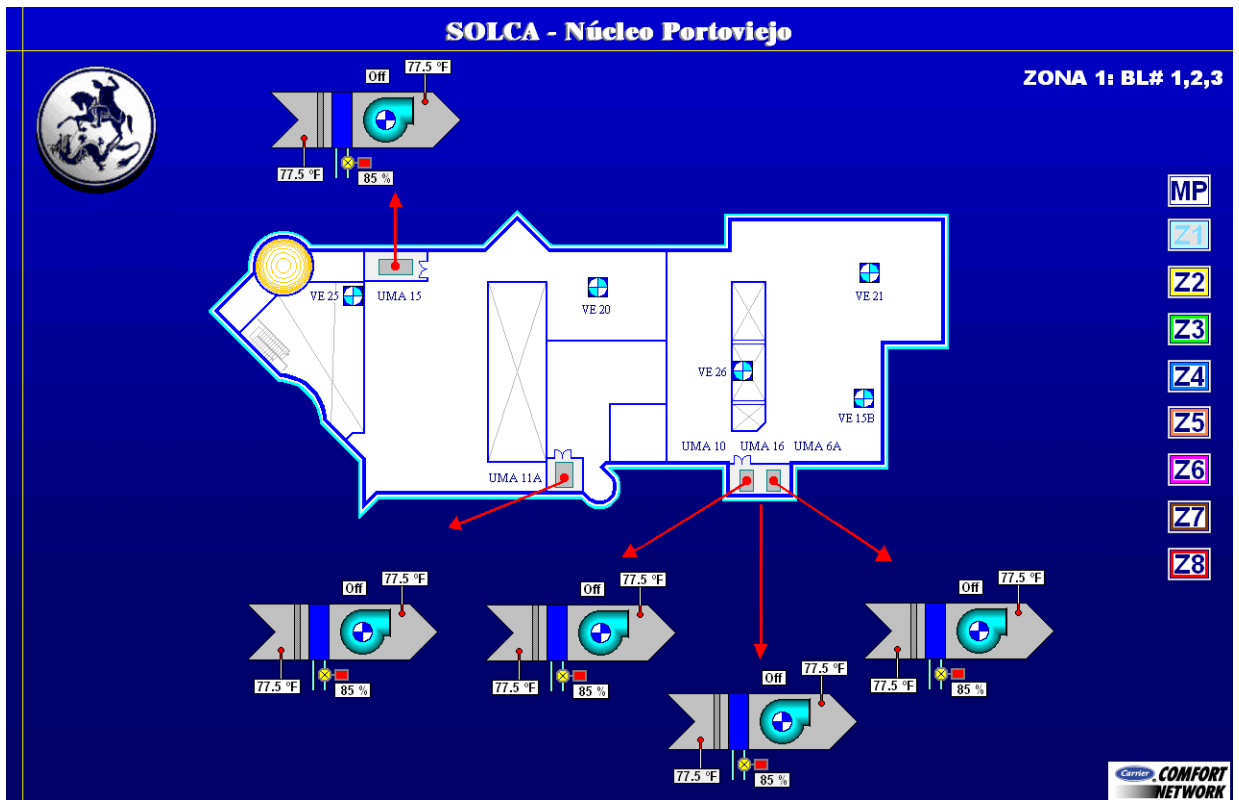 SOLCA - Núcleo Portoviejo
ZONA 1: BL# 1,2,3
Off
77.5 °F
77.5 °F
85 %
MP
Z1
Z2
Z3
Z4
Z5
Z6
Z7
Z8
VE 25
UMA 15
VE 20
VE 21
VE 26
VE 15B
UMA 10
UMA 16
UMA 6A
UMA 11A
Off
77.5 °F
77.5 °F
85 %
Off
77.5 °F
77.5 °F
85 %
Off
77.5 °F
77.5 °F
85 %
Off
77.5 °F
77.5 °F
85 %
Carrier COMFORT
NETWORK